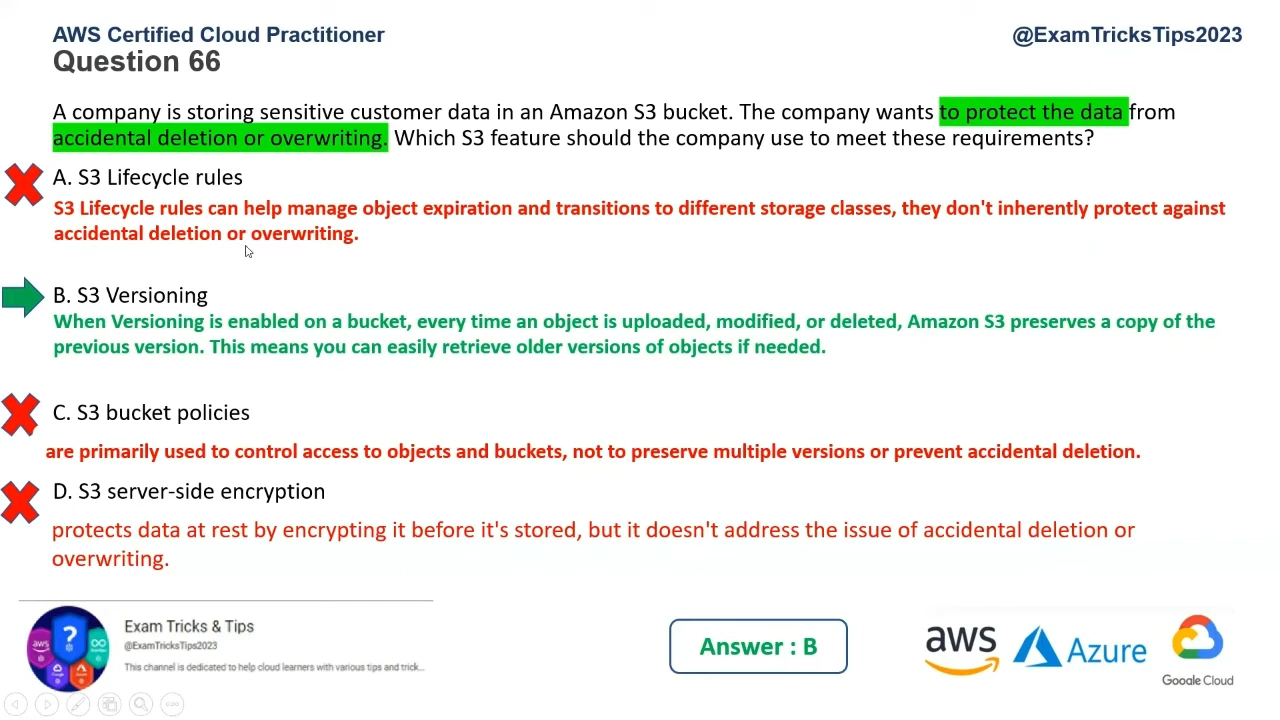 AWS Certified Cloud Practitioner
@ExamTricksTips2023
Question 66
A company is storing sensitive customer data in an Amazon S3 bucket. The company wants to protect the data from
accidental deletion or overwriting. Which S3 feature should the company use to meet these requirements?
A. S3 Lifecycle rules
S3 Lifecycle rules can help manage object expiration and transitions to different storage classes, they don't inherently protect against
accidental deletion or overwriting.
B. S3 Versioning
When Versioning is enabled on a bucket, every time an object is uploaded, modified, or deleted, Amazon S3 preserves a copy of the
previous version. This means you can easily retrieve older versions of objects if needed.
C. S3 bucket policies
are primarily used to control access to objects and buckets, not to preserve multiple versions or prevent accidental deletion.
D. S3 server-side encryption
protects data at rest by encrypting it before it's stored, but it doesn't address the issue of accidental deletion or
overwriting.
Exam Tricks & Tips
@ExamTricksTips2023
This channel is dedicated to help cloud learners with various tips and trick...
aws
?
Answer : B
aws
Azure
Google Cloud